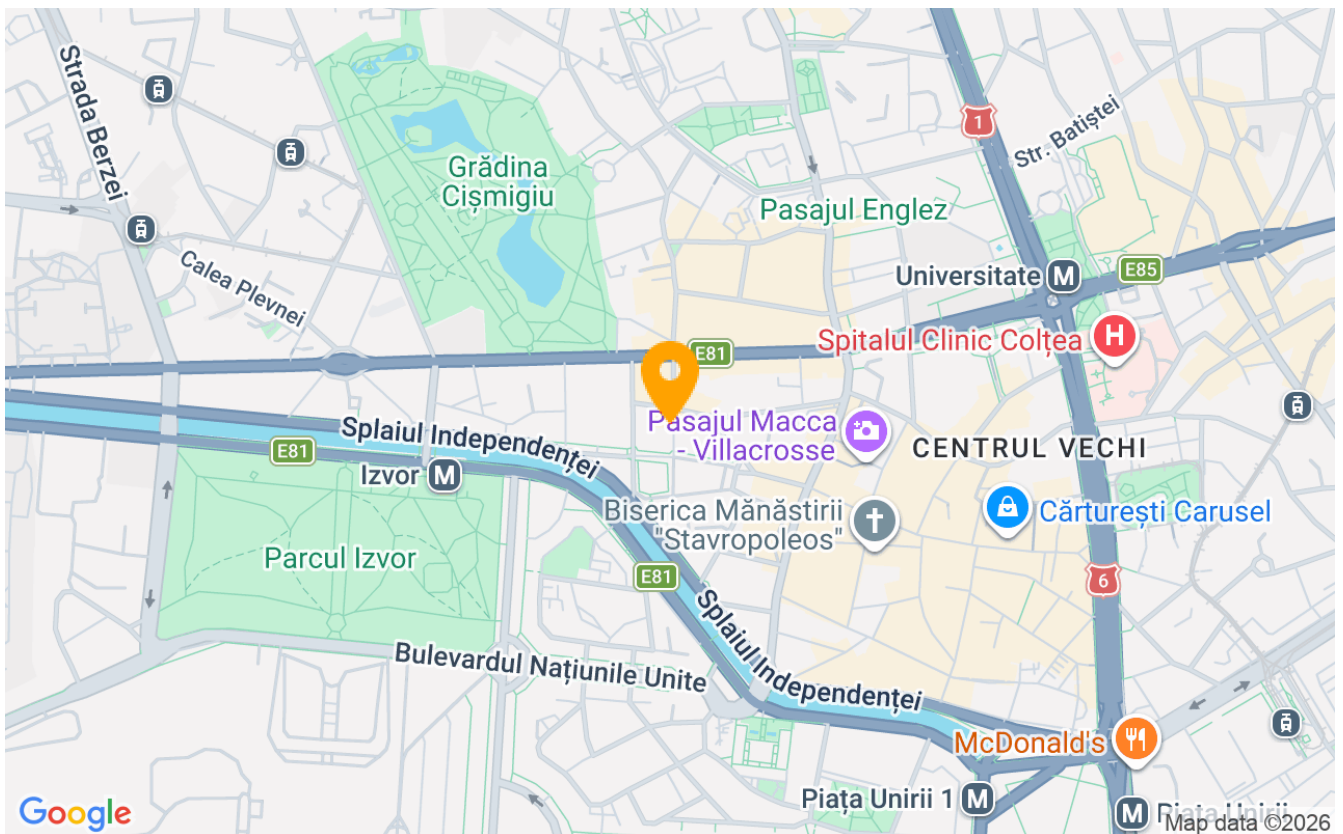 Strada Berzei
1
Str. Batiștei
Grădina
Cișmigiu
Pasajul Englez
Calea Plevnei
Universitate
M
E85
Spitalul Clinic Colțea
H
E81
Pasajul Macca
- Villacrosse
CENTRUL VECHI
Splaiul Independenței
E81
Izvor
M
Biserica Mănăstirii
"Stavropoleos"
Cărturești Carusel
Parcul Izvor
E81
6
Splaiul Independenței
Bulevardul Națiunile Unite
McDonald's
Piața Unirii 1
M
M
Piața Unirii
Google
Map data ©2026